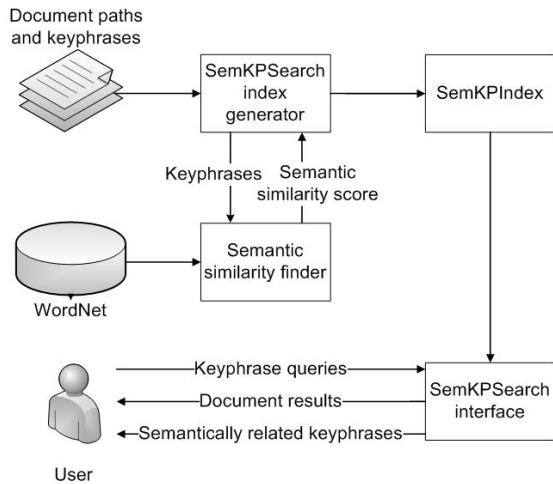 Document paths
and keyphrases
SemKPSearch
index
generator
SemKPIndex
Keyphrases
Semantic
similarity score
Semantic
similarity finder
WordNet
Keyphrase queries
Document results
Semantically related keyphrases
SemKPSearch
interface
User